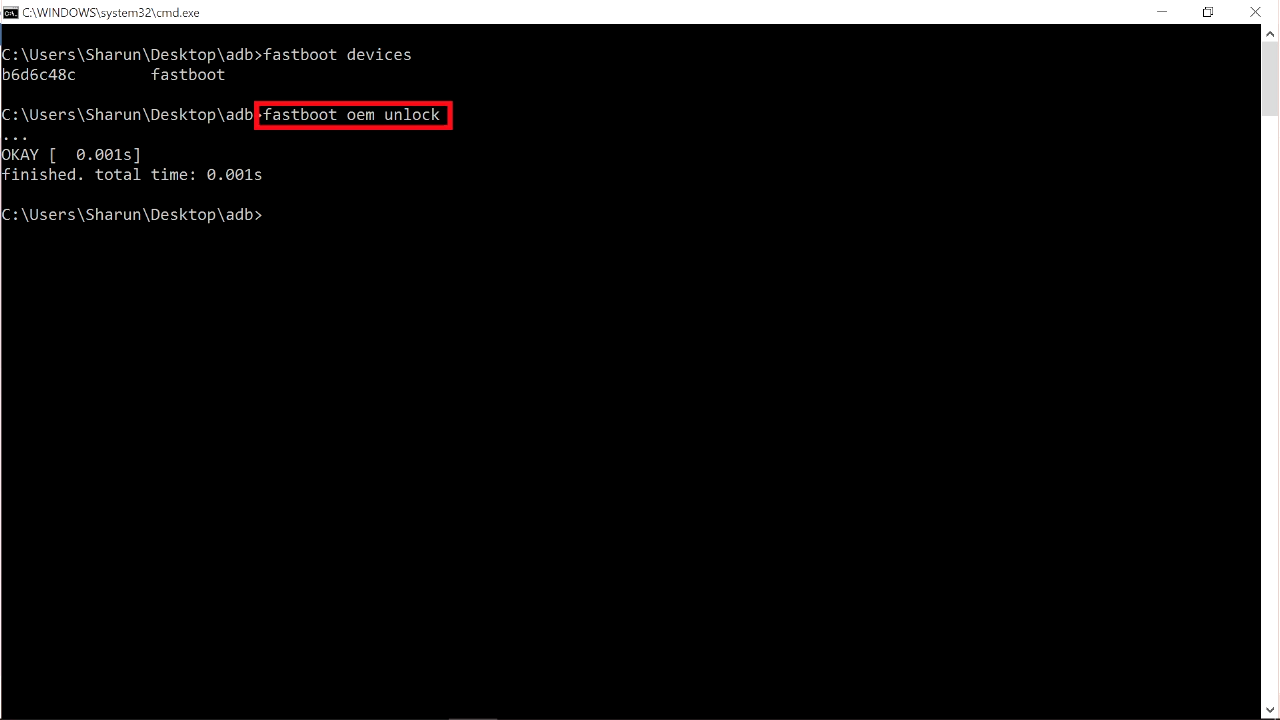 C:\WINDOWS\system32\cmd.exe
C:\Users\Sharun\Desktop\adb>fastboot devices
b6d6c48c        fastboot
C:\Users\Sharun\Desktop\adb>fastboot oem unlock
...
OKAY [  0.001s]
finished. total time: 0.001s
C:\Users\Sharun\Desktop\adb>